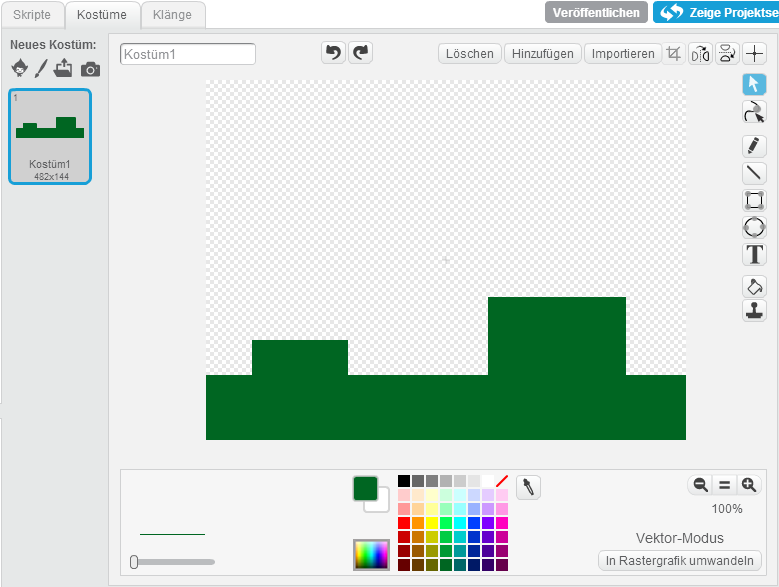 Skripte Kostüme Klänge Veröffentlichen Zeige Projektse
Neues Kostüm:
Kostüm1 Löschen Hinzufügen Importieren
1
Kostüm1
482x144
T
100%
Vektor-Modus
In Rastergrafik umwandeln